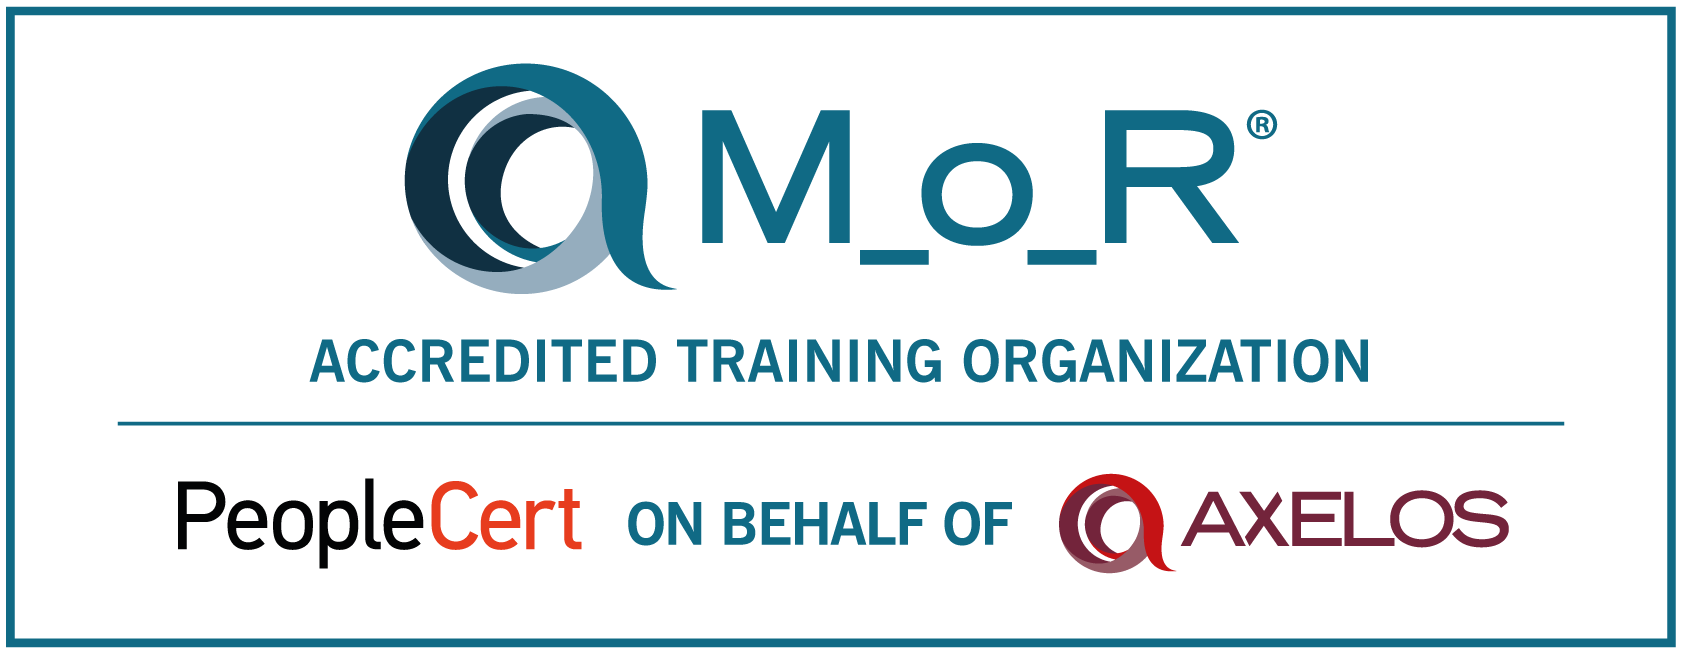 M_o_R®
ACCREDITED TRAINING ORGANIZATION
PeopleCert ON BEHALF OF AXELOS